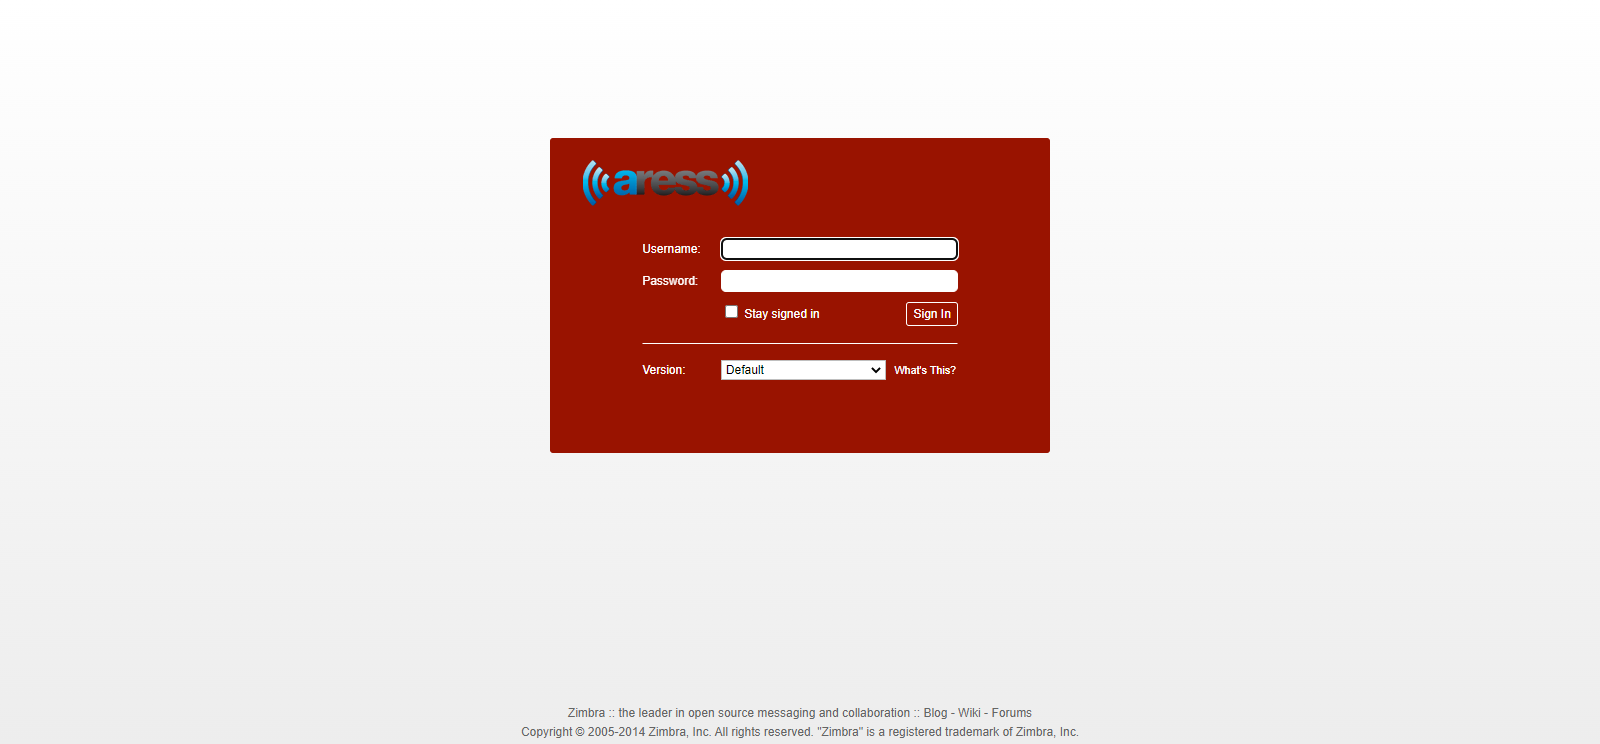 aress
Username:
Password:
Stay signed in
Sign In
Version:
Default
What's This?
Zimbra :: the leader in open source messaging and collaboration :: Blog - Wiki - Forums
Copyright © 2005-2014 Zimbra, Inc. All rights reserved. "Zimbra" is a registered trademark of Zimbra, Inc.